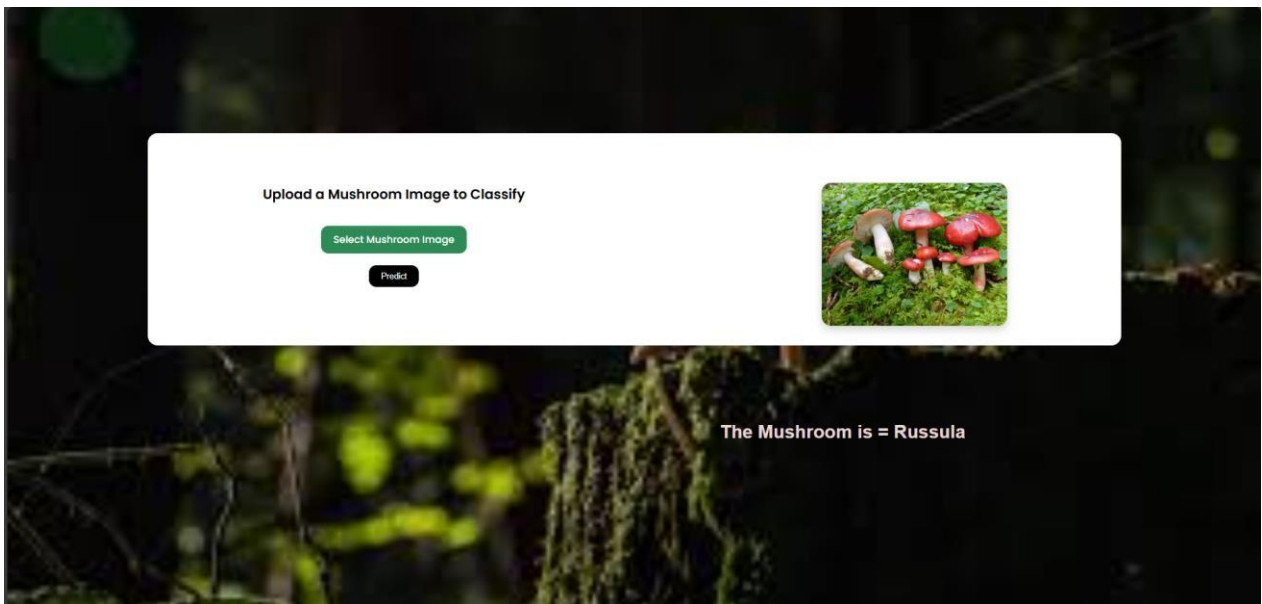 Upload a Mushroom Image to Classify
Select Mushroom Image
Predict
The Mushroom is = Russula